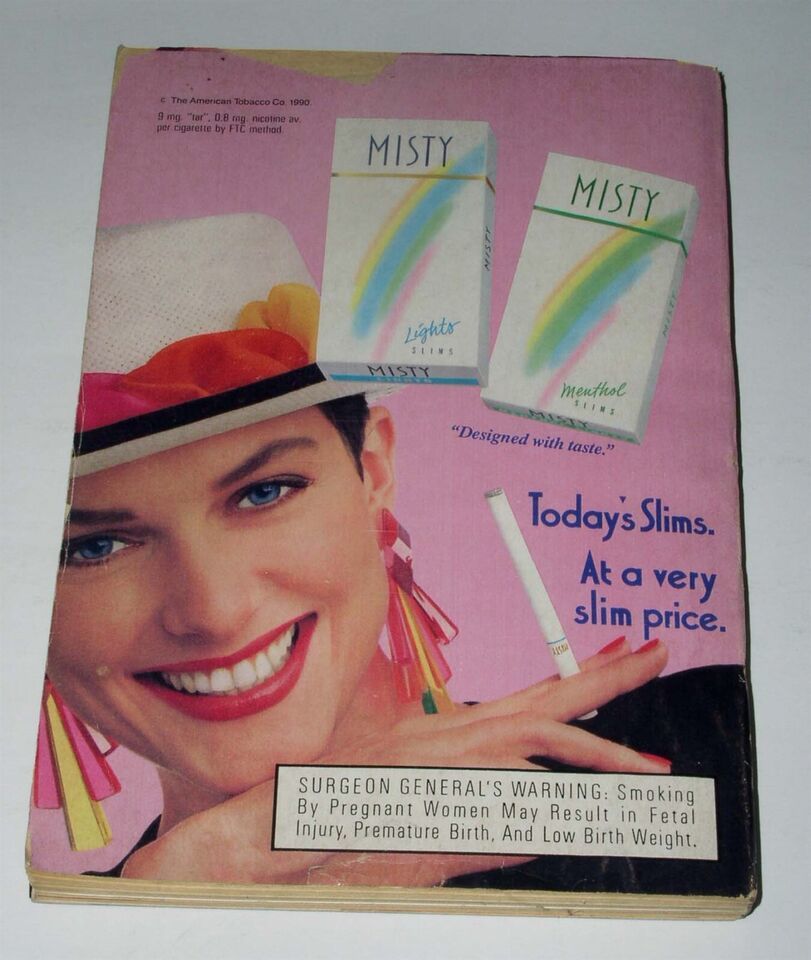 © The American Tobacco Co. 1990.
9 mg. "tar", 0.8 mg. nicotine av.
per cigarette by FTC method.
MISTY
MISTY
Lights
SLIMS
MISTY
LIGHTS
MISTY
MISTY
Menthol
SLIMS
MISTY
"Designed with taste."
Today's Slims.
At a very
slim price.
MISTY
SURGEON GENERAL'S WARNING: Smoking
By Pregnant Women May Result in Fetal
Injury, Premature Birth, And Low Birth Weight.